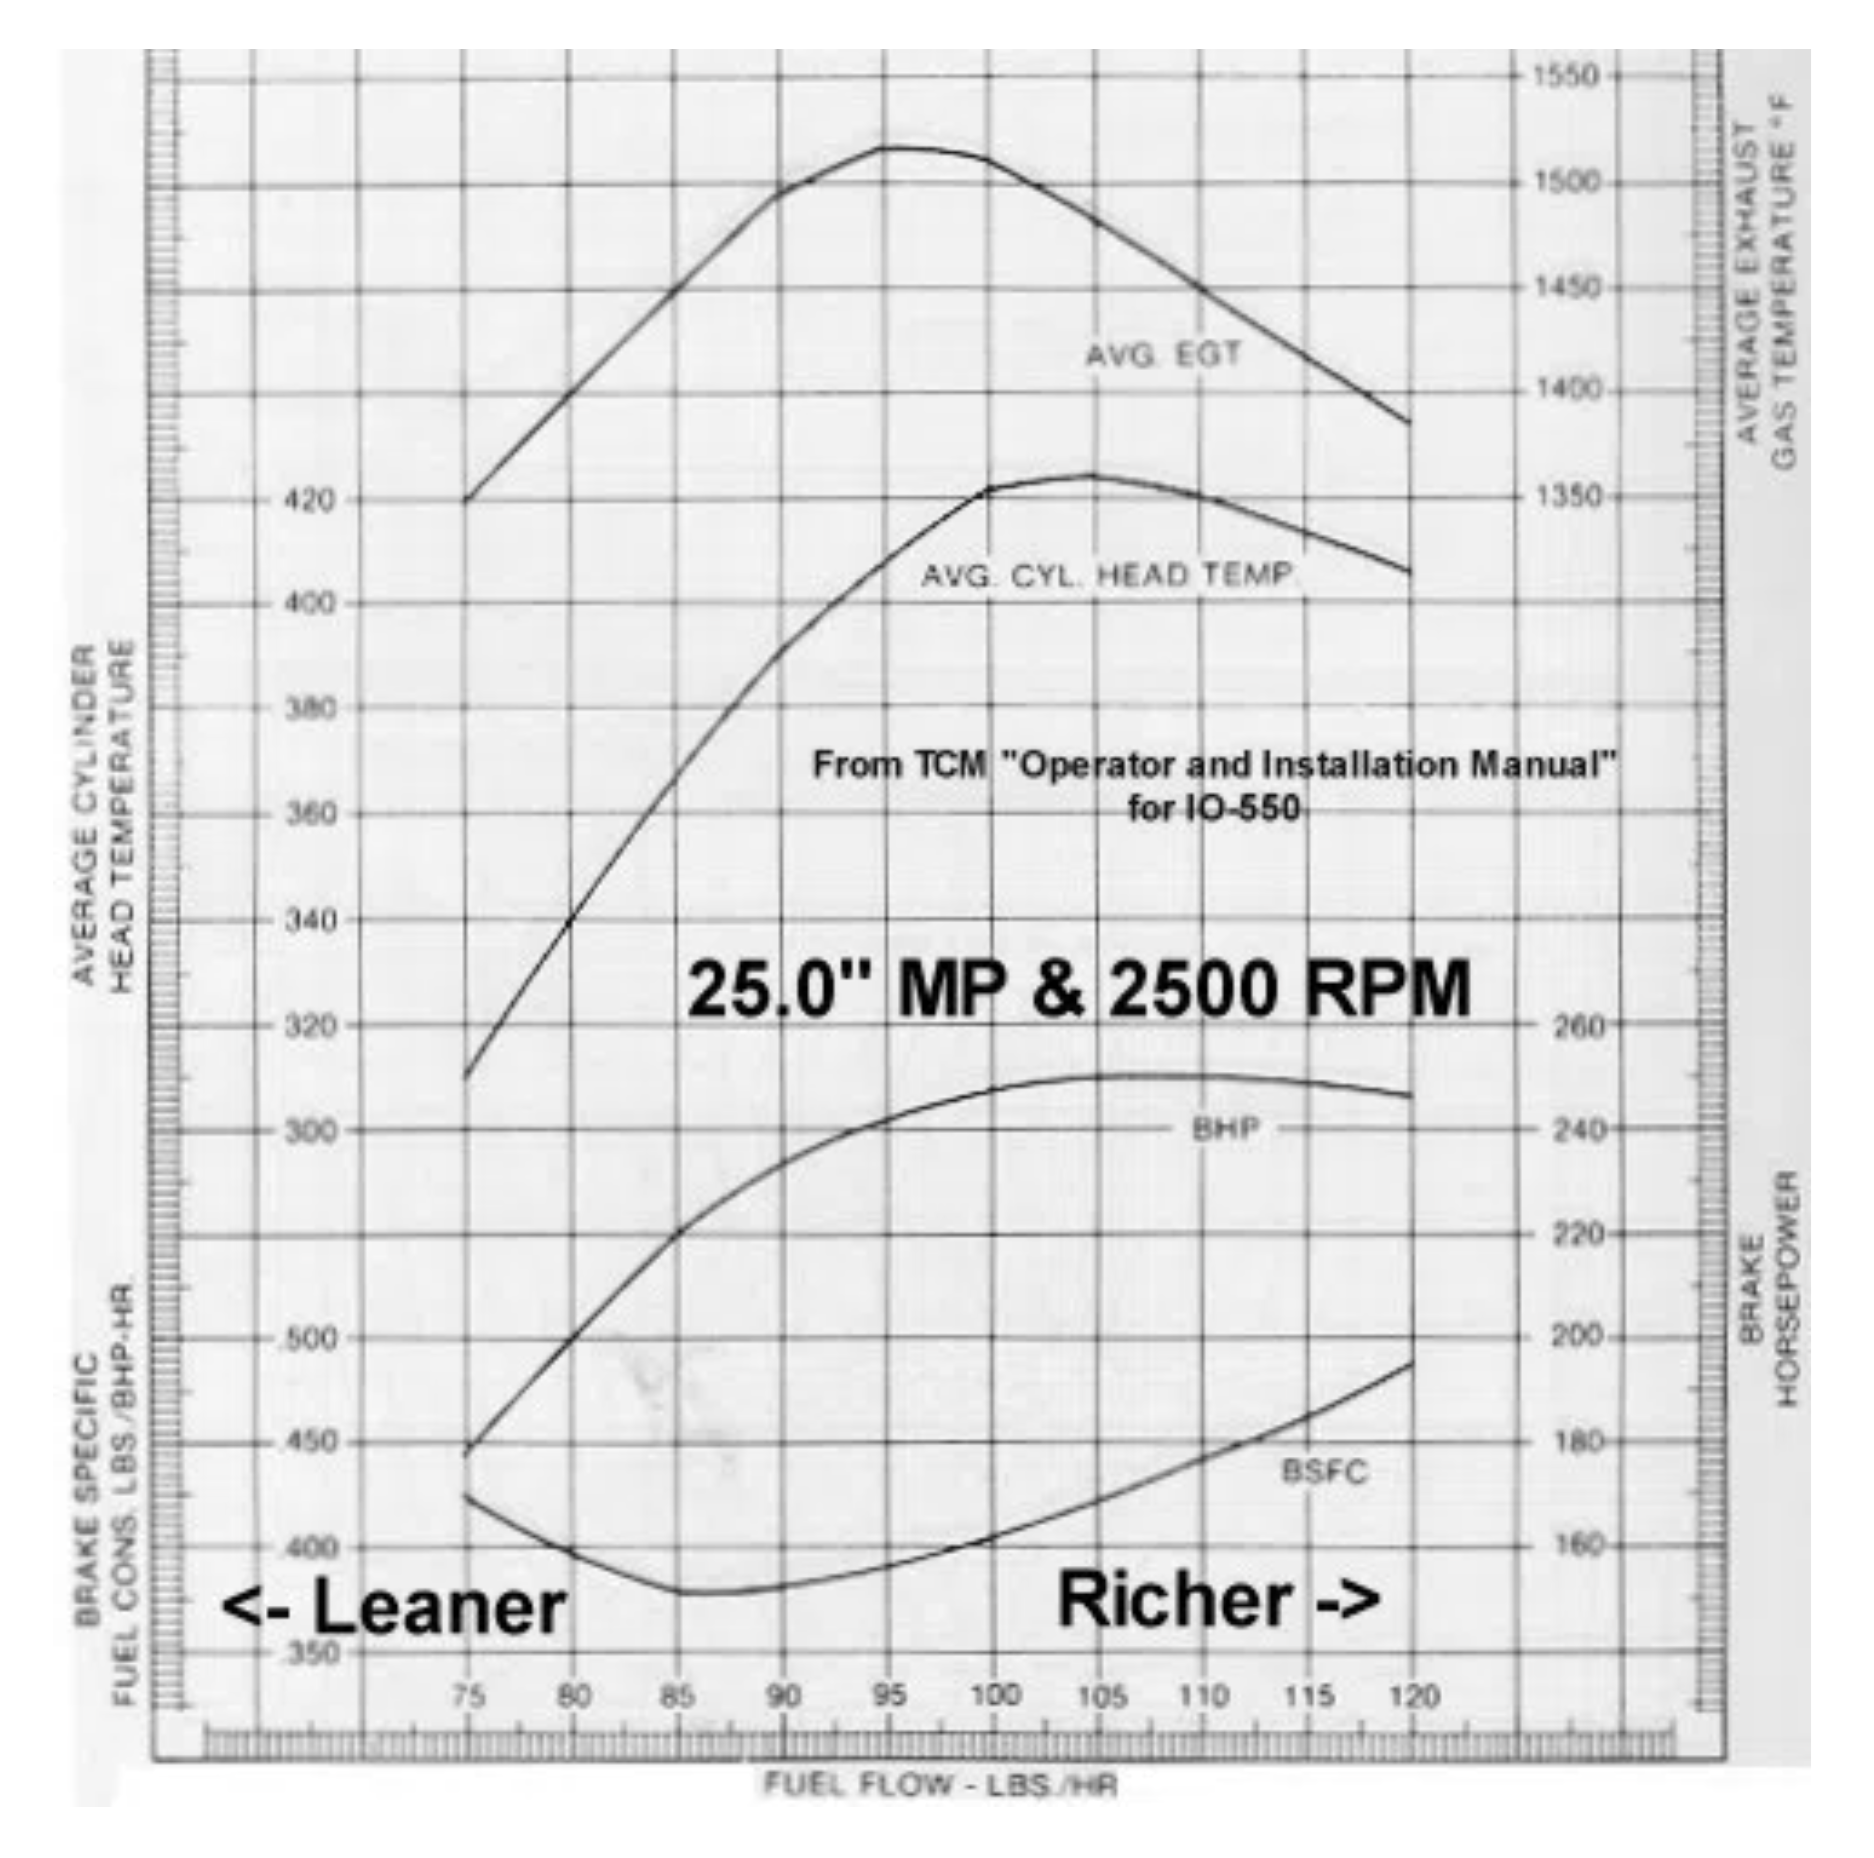 1550
1500
1450
1400
1350
AVERAGE EXHAUST
GAS TEMPERATURE °F
AVG. EGT
420
400
380
360
340
320
300
AVERAGE CYLINDER
HEAD TEMPERATURE
AVG. CYL. HEAD TEMP.
From TCM "Operator and Installation Manual"
for IO-550
25.0" MP & 2500 RPM
260
240
220
200
180
160
BRAKE
HORSEPOWER
BHP
.500
.450
.400
.350
BRAKE SPECIFIC
FUEL CONS. LBS./BHP-HR
BSFC
<- Leaner
Richer ->
75 80 85 90 95 100 105 110 115 120
FUEL FLOW - LBS./HR